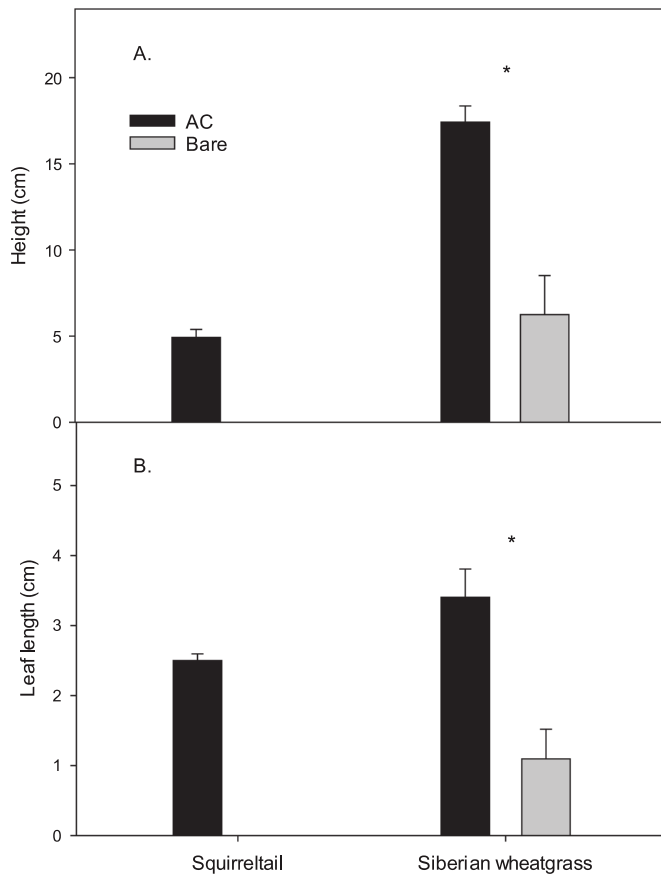 A.
*
AC
Bare
Height (cm)
20
15
10
5
0
B.
*
Leaf length (cm)
5
4
3
2
1
0
Squirreltail
Siberian wheatgrass